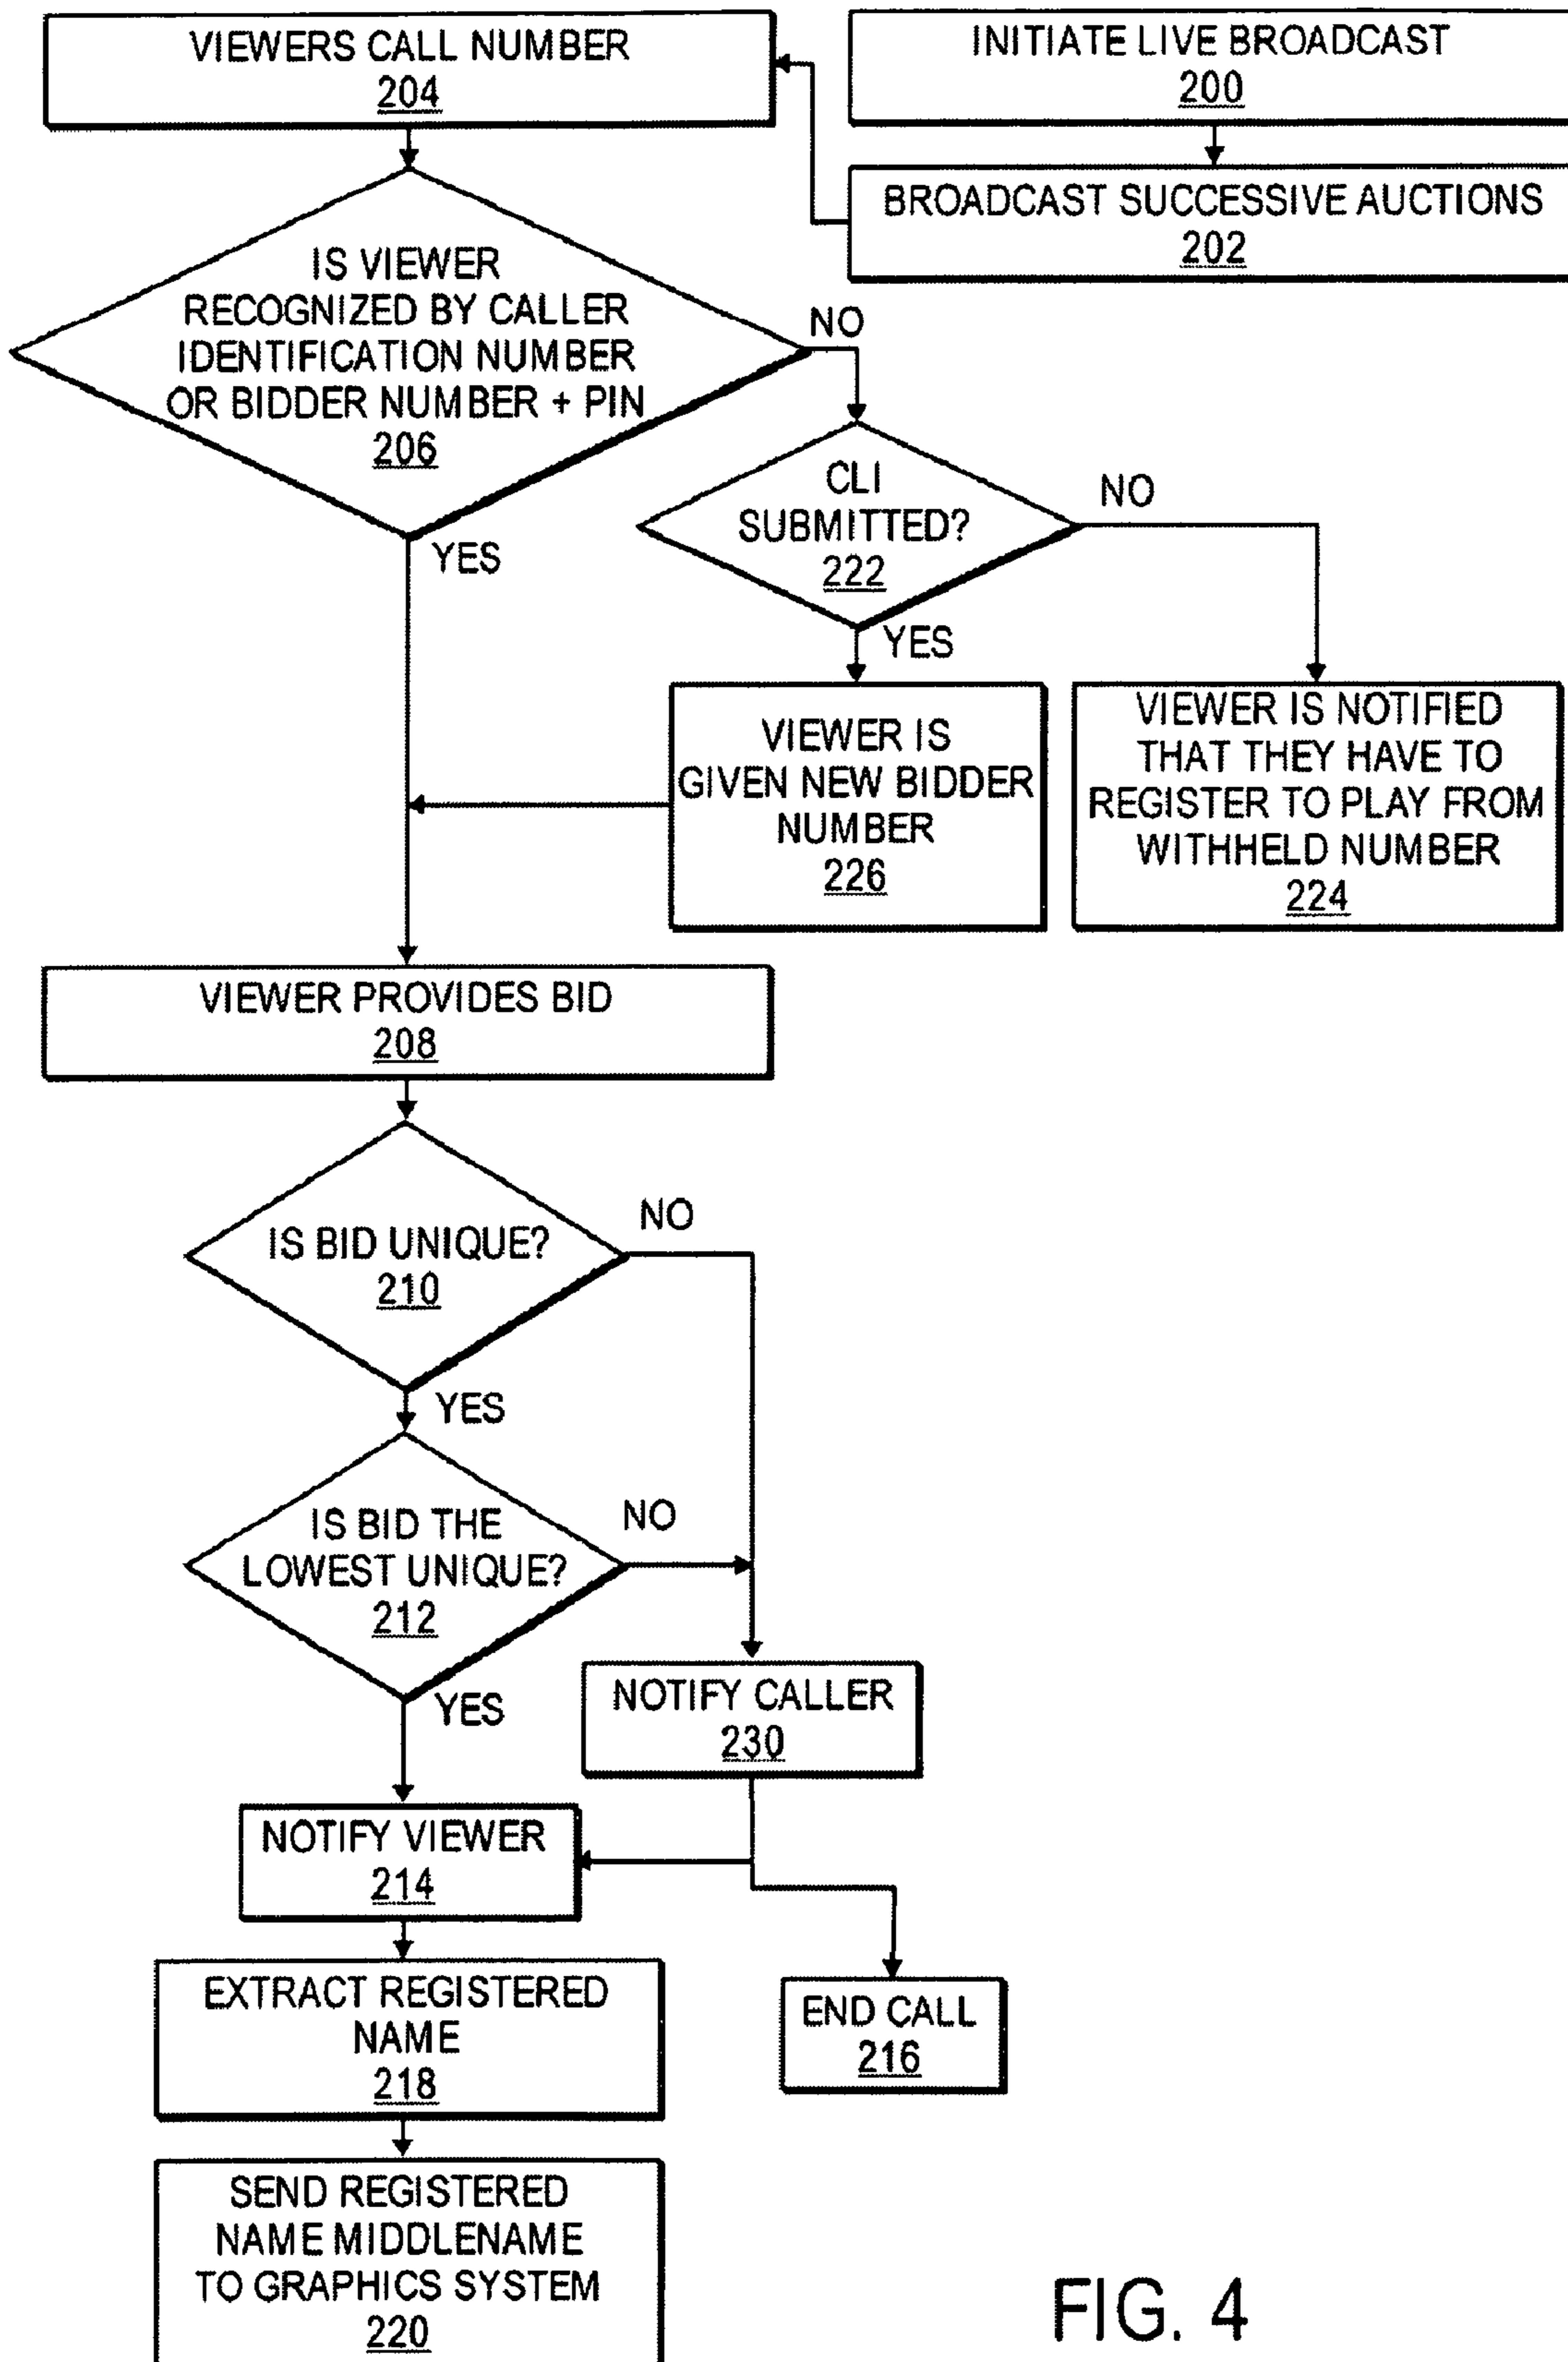 INITIATE LIVE BROADCAST
200
BROADCAST SUCCESSIVE AUCTIONS
202
VIEWERS CALL NUMBER
204
IS VIEWER
RECOGNIZED BY CALLER
IDENTIFICATION NUMBER
OR BIDDER NUMBER + PIN
206
NO
YES
CLI
SUBMITTED?
222
NO
YES
VIEWER IS
GIVEN NEW BIDDER
NUMBER
226
VIEWER IS NOTIFIED
THAT THEY HAVE TO
REGISTER TO PLAY FROM
WITHHELD NUMBER
224
VIEWER PROVIDES BID
208
IS BID UNIQUE?
210
NO
YES
IS BID THE
LOWEST UNIQUE?
212
NO
YES
NOTIFY CALLER
230
NOTIFY VIEWER
214
EXTRACT REGISTERED
NAME
218
END CALL
216
SEND REGISTERED
NAME MIDDLENAME
TO GRAPHICS SYSTEM
220
FIG. 4